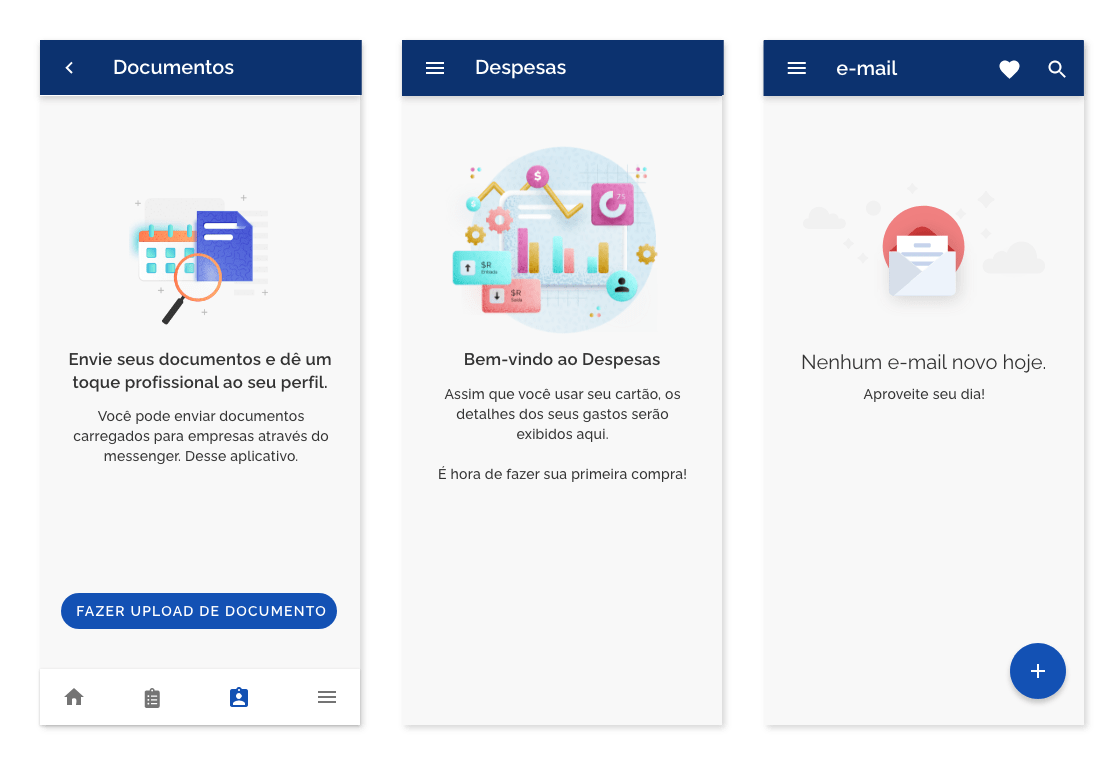 Documentos
Envie seus documentos e dê um
toque profissional ao seu perfil.
Você pode enviar documentos
carregados para empresas através do
messenger. Desse aplicativo.
FAZER UPLOAD DE DOCUMENTO
Despesas
$
$
75
$R
Entrada
$R
Saída
Bem-vindo ao Despesas
Assim que você usar seu cartão, os
detalhes dos seus gastos serão
exibidos aqui.
É hora de fazer sua primeira compra!
e-mail
Nenhum e-mail novo hoje.
Aproveite seu dia!